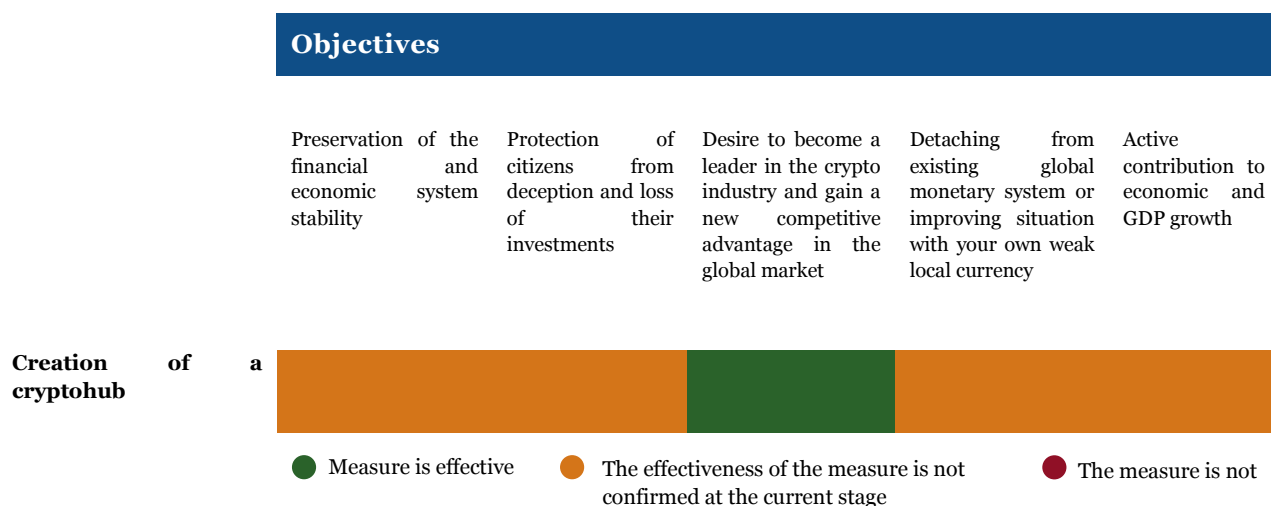 Objectives
Preservation of the
financial and
economic system
stability
Protection of
citizens from
deception and loss
of their
investments
Desire to become a
leader in the crypto
industry and gain a
new competitive
advantage in the
global market
Detaching from
existing global
monetary system or
improving situation
with your own weak
local currency
Active
contribution to
economic and
GDP growth
Creation of a
cryptohub
Measure is effective
The effectiveness of the measure is not
confirmed at the current stage
The measure is not